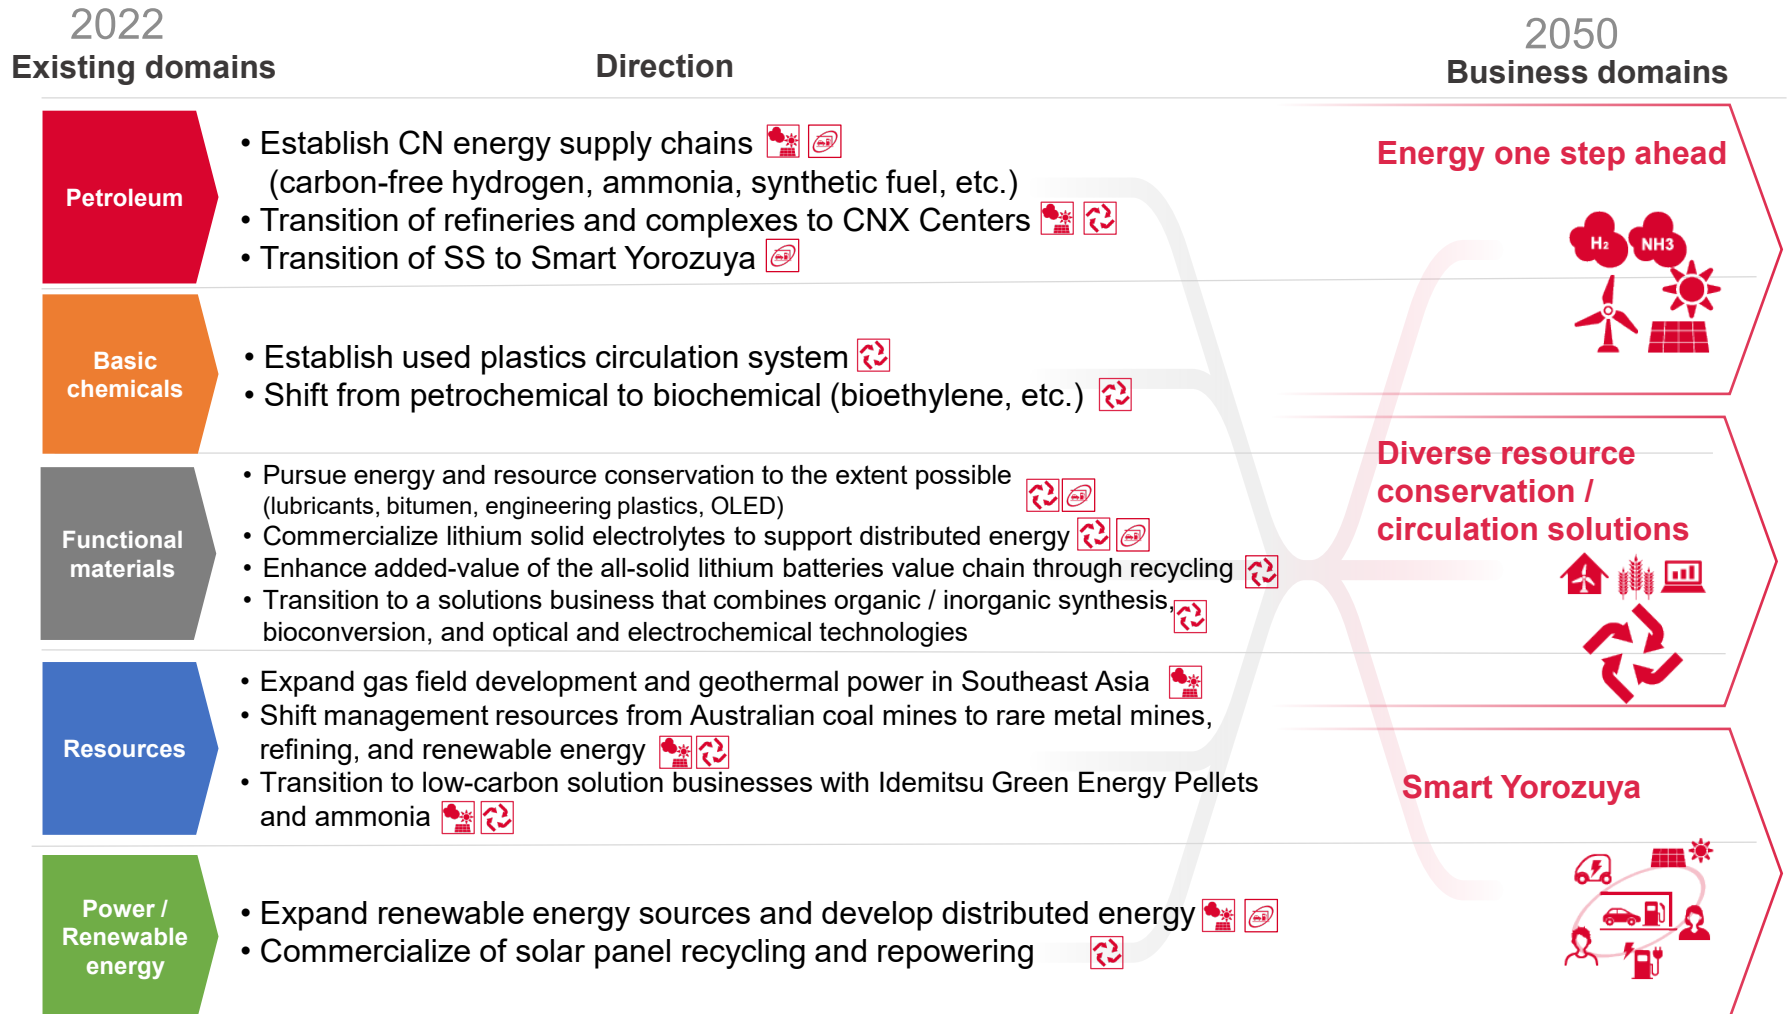 2022
Existing domains
Direction
2050
Business domains
Petroleum
• Establish CN energy supply chains
(carbon-free hydrogen, ammonia, synthetic fuel, etc.)
• Transition of refineries and complexes to CNX Centers
• Transition of SS to Smart Yorozuya
Basic
chemicals
• Establish used plastics circulation system
• Shift from petrochemical to biochemical (bioethylene, etc.)
Functional
materials
• Pursue energy and resource conservation to the extent possible
(lubricants, bitumen, engineering plastics, OLED)
• Commercialize lithium solid electrolytes to support distributed energy
• Enhance added-value of the all-solid lithium batteries value chain through recycling
• Transition to a solutions business that combines organic / inorganic synthesis,
bioconversion, and optical and electrochemical technologies
Resources
• Expand gas field development and geothermal power in Southeast Asia
• Shift management resources from Australian coal mines to rare metal mines,
refining, and renewable energy
• Transition to low-carbon solution businesses with Idemitsu Green Energy Pellets
and ammonia
Power /
Renewable
energy
• Expand renewable energy sources and develop distributed energy
• Commercialize of solar panel recycling and repowering
Energy one step ahead
H2
NH3
Diverse resource
conservation /
circulation solutions
Smart Yorozuya